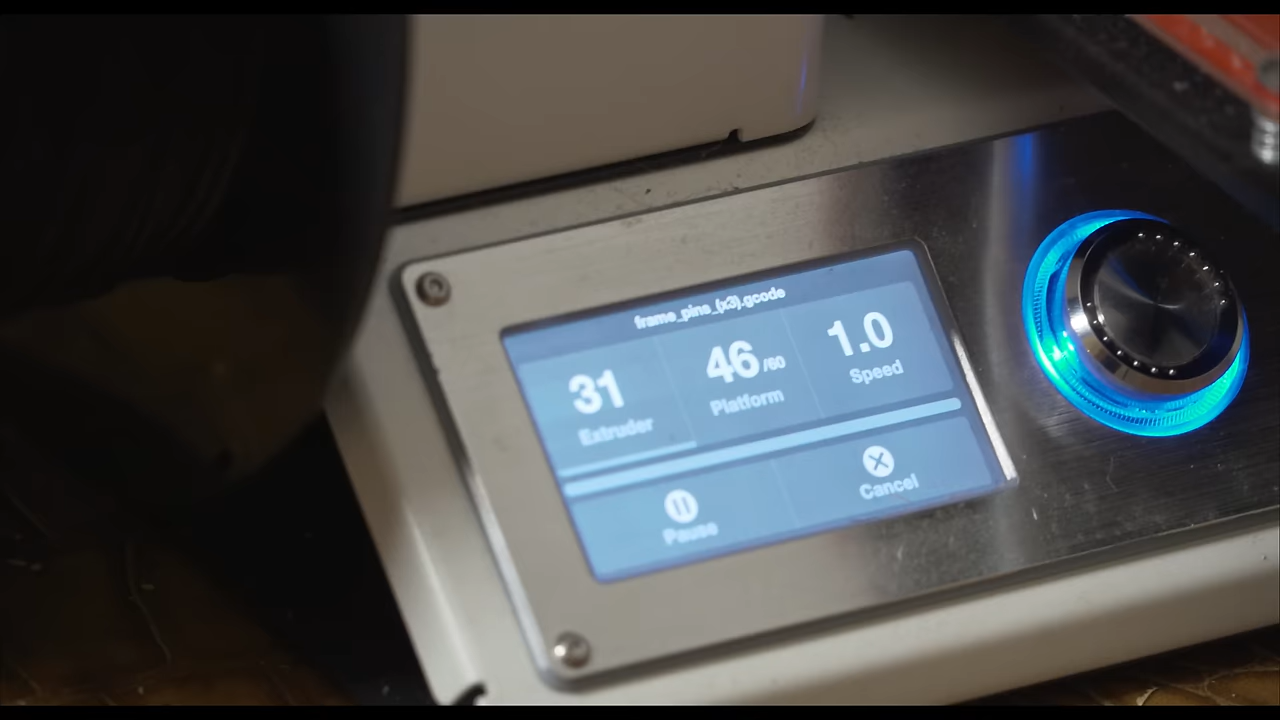 frame_pins_(x3).gcode
31 46/60 1.0
Extruder Platform Speed
Pause Cancel